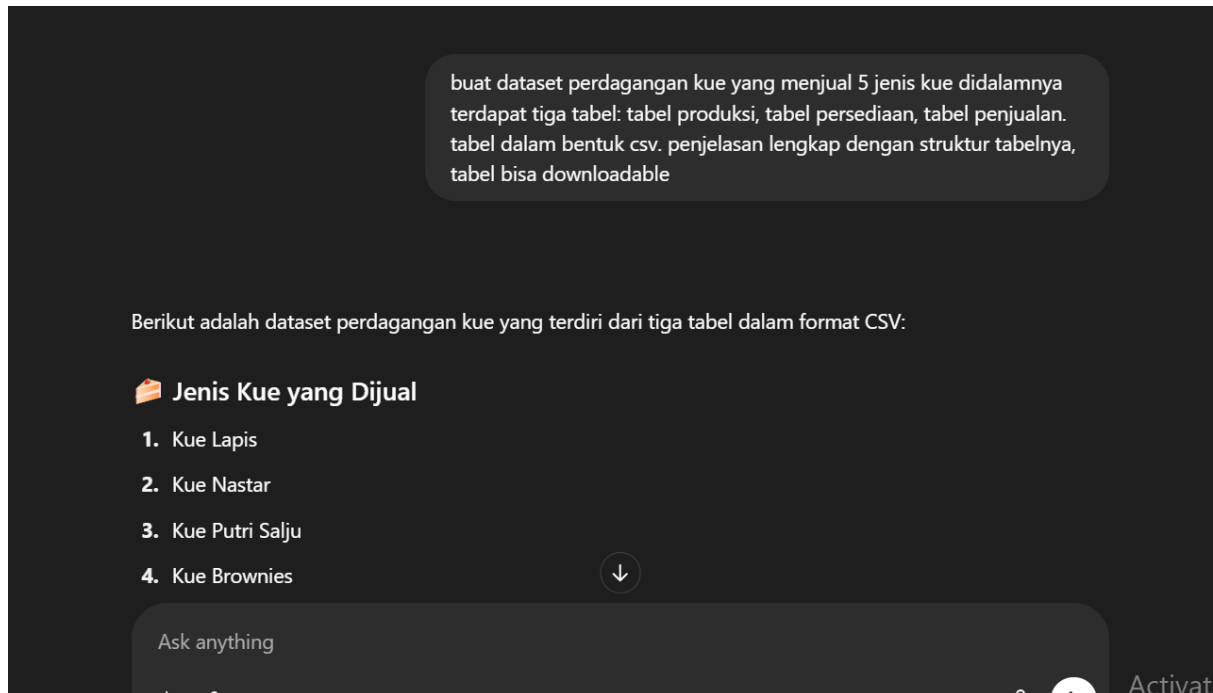 buat dataset perdagangan kue yang menjual 5 jenis kue didalamnya
terdapat tiga tabel: tabel produksi, tabel persediaan, tabel penjualan.
tabel dalam bentuk csv. penjelasan lengkap dengan struktur tabelnya,
tabel bisa downloadable
Berikut adalah dataset perdagangan kue yang terdiri dari tiga tabel dalam format CSV:
Jenis Kue yang Dijual
1. Kue Lapis
2. Kue Nastar
3. Kue Putri Salju
4. Kue Brownies
Ask anything
Activat